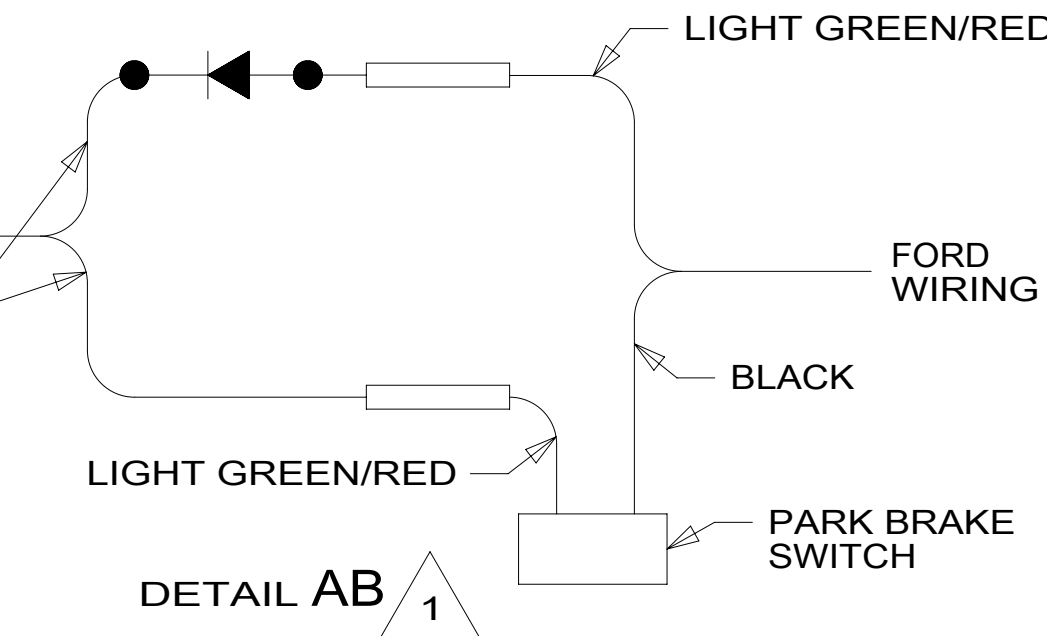 LIGHT GREEN/RED
FORD
WIRING
BLACK
LIGHT GREEN/RED
PARK BRAKE
SWITCH
DETAIL AB
1